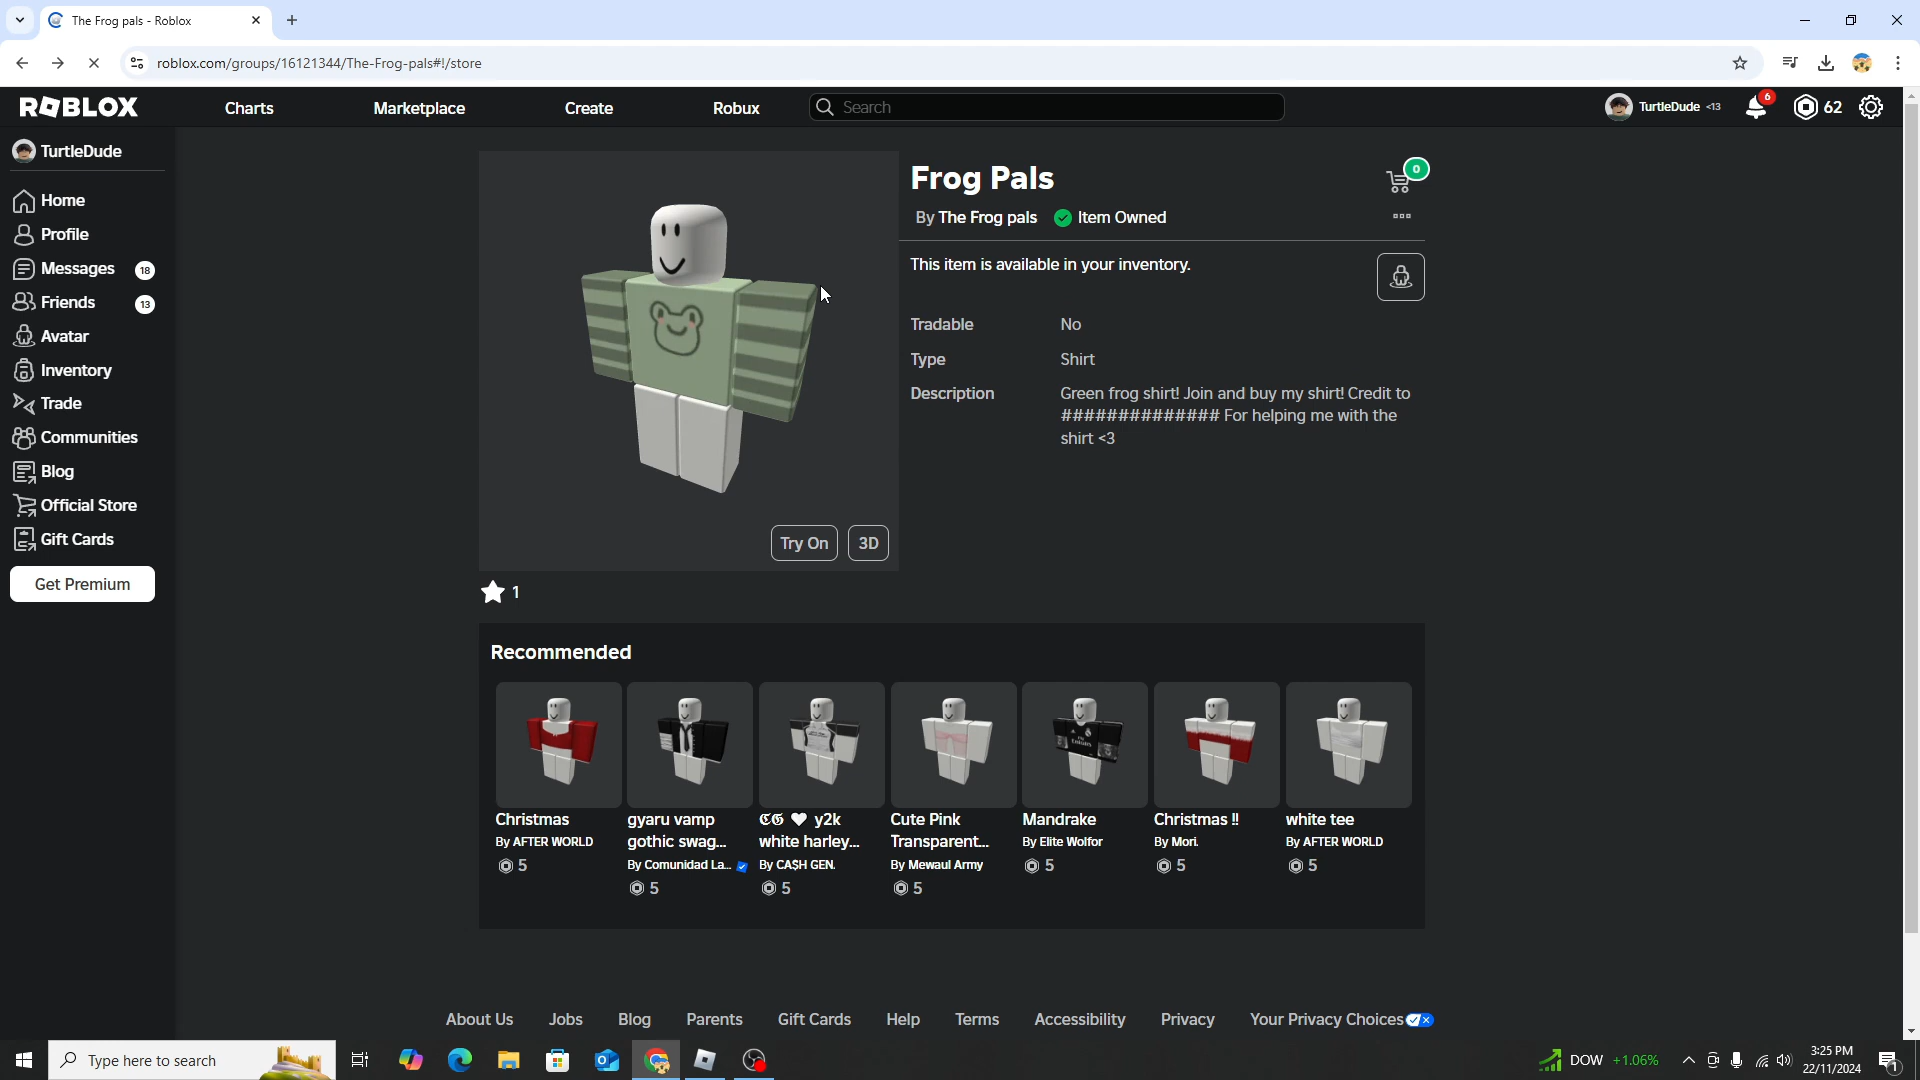 The Frog pals - Roblox
roblox.com/groups/16121344/The-Frog-pals#!/store
ROBLOX
Charts
Marketplace
Create
Robux
Search
TurtleDude <13
6
62
TurtleDude
Home
Profile
Messages 18
Friends 13
Avatar
Inventory
Trade
Communities
Blog
Official Store
Gift Cards
Get Premium
Frog Pals
0
By The Frog pals Item Owned
This item is available in your inventory.
Tradable No
Type Shirt
Description Green frog shirt! Join and buy my shirt! Credit to
############## For helping me with the
shirt <3
Try On
3D
1
Recommended
Christmas
By AFTER WORLD
5
gyaru vamp
gothic swag...
By Comunidad La...
5
ℭ𝔊 ♥ y2k
white harley...
By CA$H GEN.
5
Cute Pink
Transparent...
By Mewaul Army
5
Mandrake
By Elite Wolfor
5
Christmas !!
By Mori.
5
white tee
By AFTER WORLD
5
About Us
Jobs
Blog
Parents
Gift Cards
Help
Terms
Accessibility
Privacy
Your Privacy Choices
Type here to search
DOW +1.06%
3:25 PM
22/11/2024
1